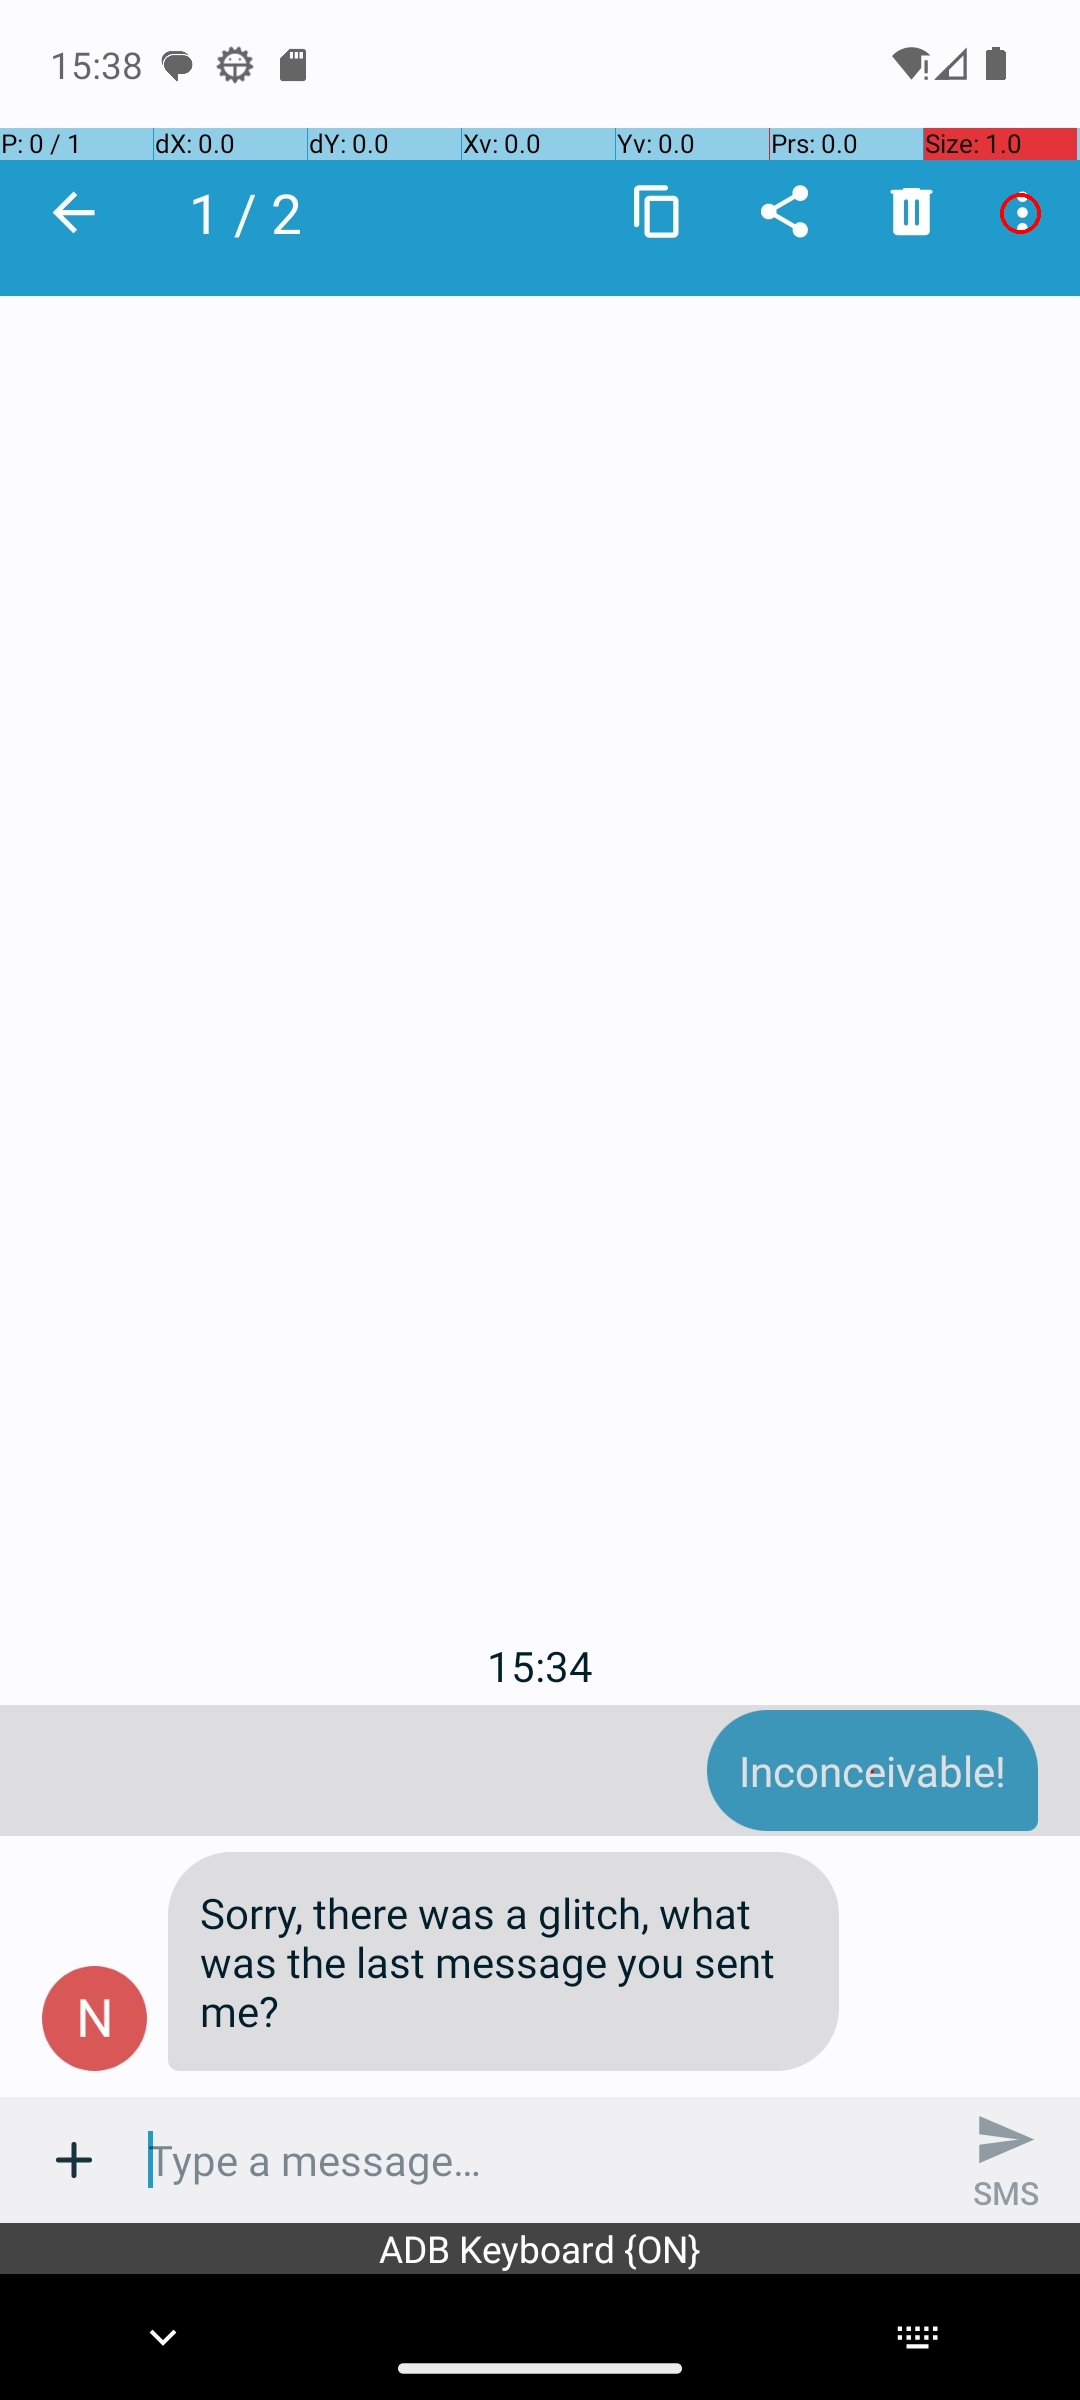 15:38
P: 0 / 1 dX: 0.0 dY: 0.0 Xv: 0.0 Yv: 0.0 Prs: 0.0 Size: 1.0
1 / 2
15:34
Inconceivable!
Sorry, there was a glitch, what
was the last message you sent
me?
N
Type a message…
SMS
ADB Keyboard {ON}